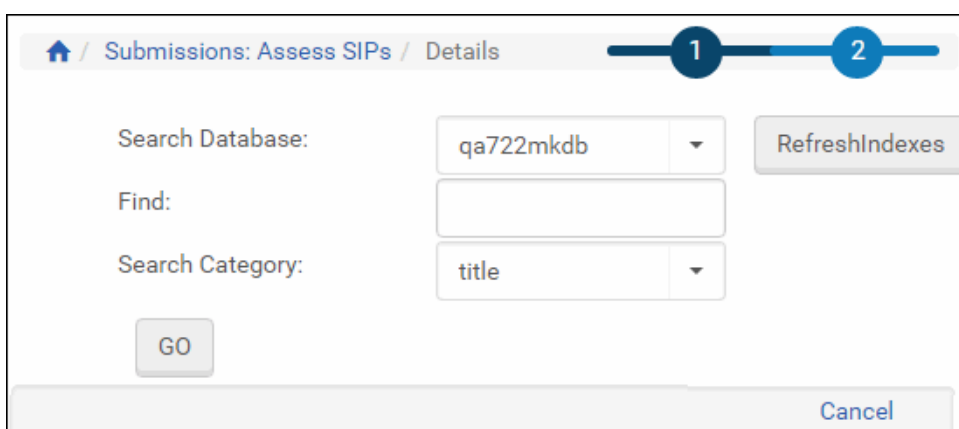 / Submissions: Assess SIPs / Details 1 2
Search Database: qa722mkdb RefreshIndexes
Find:
Search Category: title
GO
Cancel